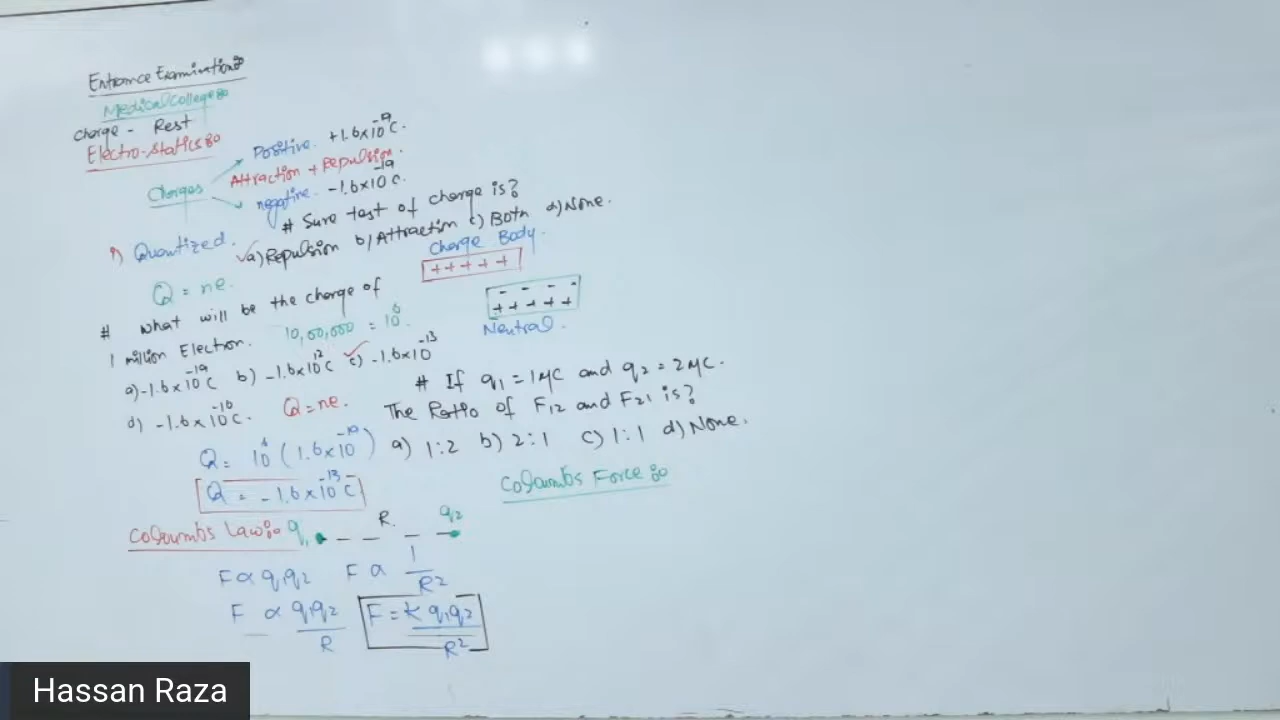 Entrance Examination:
Medical College:
Charge - Rest
Electro-statics:
Charges
Positive. +1.6×10⁻¹⁹C.
Attraction + Repulsion.
negative. -1.6×10⁻¹⁹C.
# Sure test of charge is?
a) Repulsion b) Attraction c) Both d) None.
1) Quantized.
Q = ne.
Charge Body.
+ + + + +
- - - -
+ + + + +
Neutral.
# What will be the charge of
1 million Electron. 10,00,000 = 10⁶.
a) -1.6×10⁻¹⁹C b) -1.6×10¹²C c) -1.6×10⁻¹³
d) -1.6×10⁻¹⁰C. Q=ne.
Q = 10⁶ (1.6×10⁻¹⁹)
Q = -1.6×10⁻¹³C
# If q₁ = 1μC and q₂ = 2μC.
The Ratio of F₁₂ and F₂₁ is?
a) 1:2 b) 2:1 c) 1:1 d) None.
Coloumbs Force:
Coloumbs Law: q₁ R. q₂
F∝q₁q₂ F ∝ 1/R²
F ∝ q₁q₂/R F = K q₁q₂/R²
Hassan Raza